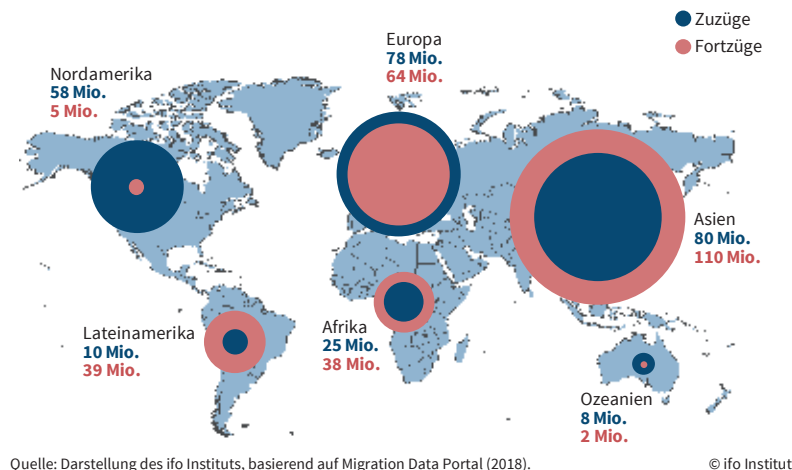 Zuzüge
Fortzüge
Europa
78 Mio.
64 Mio.
Nordamerika
58 Mio.
5 Mio.
Asien
80 Mio.
110 Mio.
Lateinamerika
10 Mio.
39 Mio.
Afrika
25 Mio.
38 Mio.
Ozeanien
8 Mio.
2 Mio.
Quelle: Darstellung des ifo Instituts, basierend auf Migration Data Portal (2018).
© ifo Institut